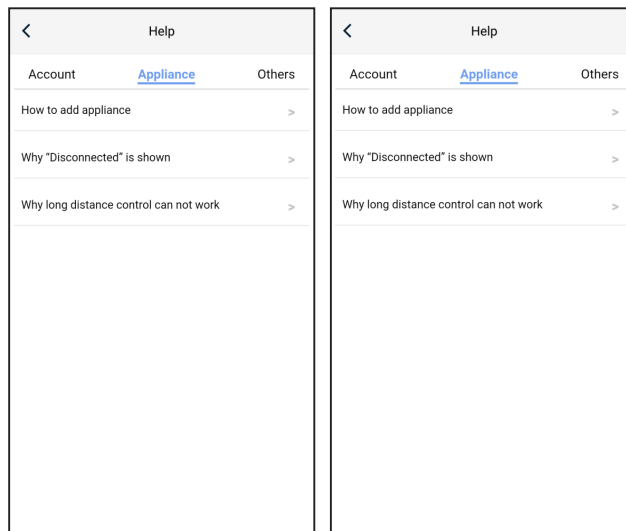 Help
Account Appliance Others
How to add appliance >
Why “Disconnected” is shown >
Why long distance control can not work >
Help
Account Appliance Others
How to add appliance >
Why “Disconnected” is shown >
Why long distance control can not work >